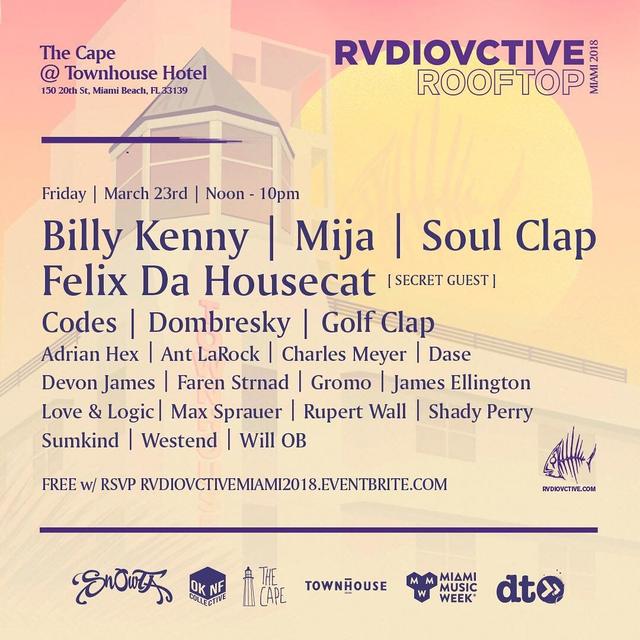 The Cape
@ Townhouse Hotel
150 20th St, Miami Beach, FL 33139
RVDIOVCTIVE
ROOFTOP
MIAMI 2018
Friday | March 23rd | Noon - 10pm
Billy Kenny | Mija | Soul Clap
Felix Da Housecat [ SECRET GUEST ]
Codes | Dombresky | Golf Clap
Adrian Hex | Ant LaRock | Charles Meyer | Dase
Devon James | Faren Strnad | Gromo | James Ellington
Love & Logic | Max Sprauer | Rupert Wall | Shady Perry
Sumkind | Westend | Will OB
RVDIOVCTIVE.COM
FREE w/ RSVP RVDIOVCTIVEMIAMI2018.EVENTBRITE.COM
SnOwtA
OK NF
COLLECTIVE
THE
CAPE
TOWNHOUSE
MMW
MIAMI
MUSIC
WEEK
dto